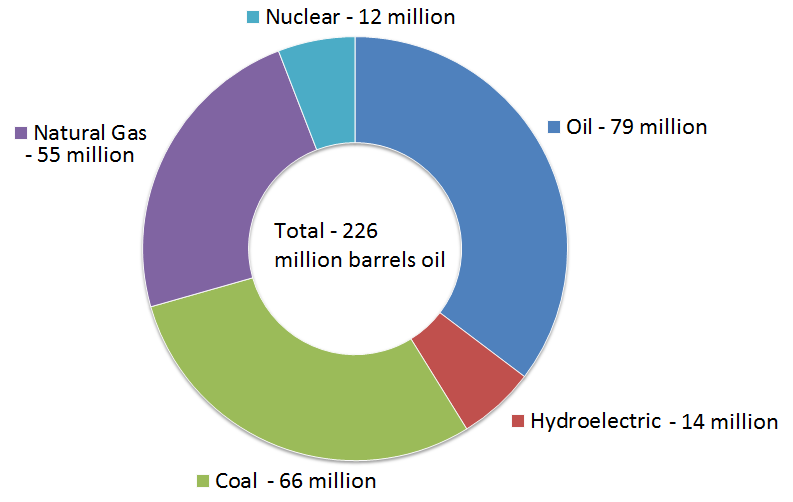 Nuclear - 12 million
Oil - 79 million
Natural Gas
- 55 million
Total - 226
million barrels oil
Hydroelectric - 14 million
Coal - 66 million